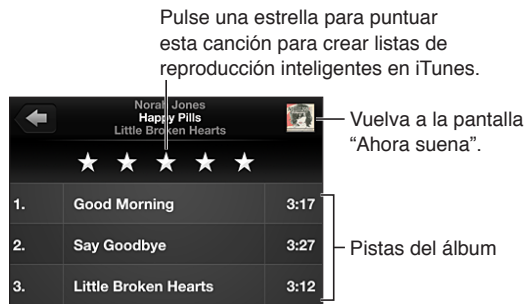 Pulse una estrella para puntuar
esta canción para crear listas de
reproducción inteligentes en iTunes.
Norah Jones
Happy Pills
Little Broken Hearts
Vuelva a la pantalla
“Ahora suena”.
1. Good Morning 3:17
2. Say Goodbye 3:27
3. Little Broken Hearts 3:12
Pistas del álbum